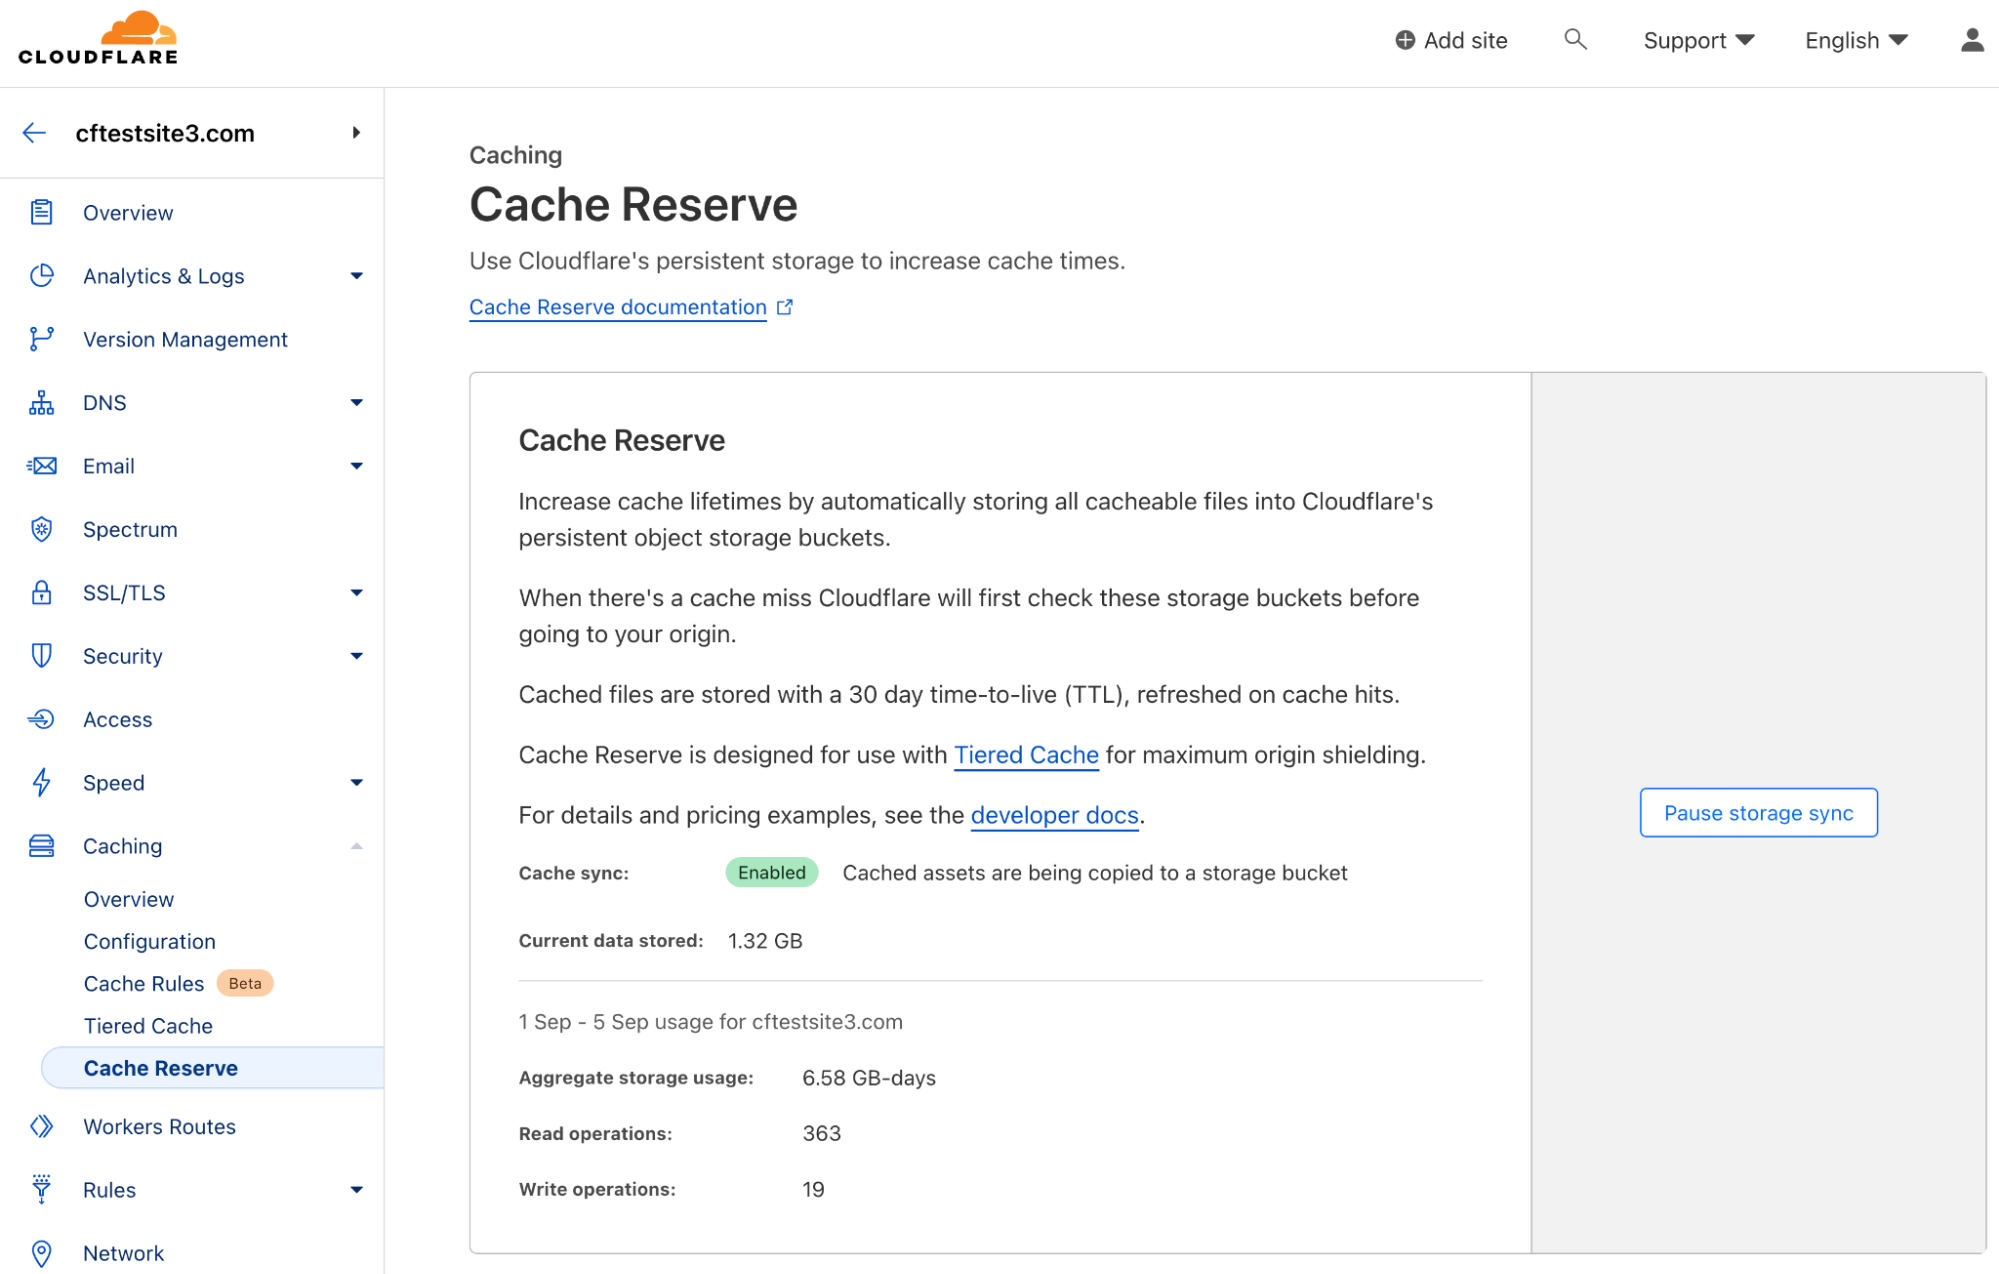 CLOUDFLARE
Add site
Support
English
cftestsite3.com
Overview
Analytics & Logs
Version Management
DNS
Email
Spectrum
SSL/TLS
Security
Access
Speed
Caching
Overview
Configuration
Cache Rules Beta
Tiered Cache
Cache Reserve
Workers Routes
Rules
Network
Caching
Cache Reserve
Use Cloudflare's persistent storage to increase cache times.
Cache Reserve documentation
Cache Reserve
Increase cache lifetimes by automatically storing all cacheable files into Cloudflare's
persistent object storage buckets.
When there's a cache miss Cloudflare will first check these storage buckets before
going to your origin.
Cached files are stored with a 30 day time-to-live (TTL), refreshed on cache hits.
Cache Reserve is designed for use with Tiered Cache for maximum origin shielding.
For details and pricing examples, see the developer docs.
Cache sync: Enabled Cached assets are being copied to a storage bucket
Current data stored: 1.32 GB
1 Sep - 5 Sep usage for cftestsite3.com
Aggregate storage usage: 6.58 GB-days
Read operations: 363
Write operations: 19
Pause storage sync